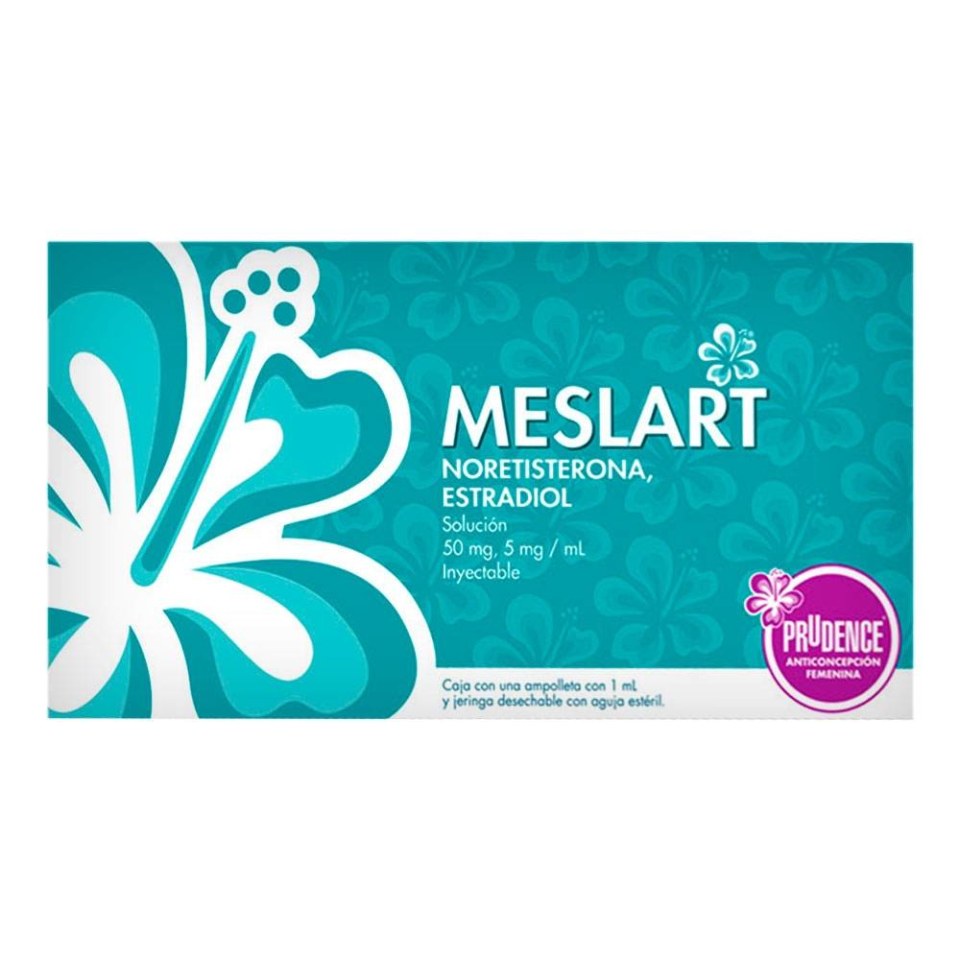 MESLART
NORETISTERONA,
ESTRADIOL
Solución
50 mg, 5 mg / mL
Inyectable
PRUDENCE
ANTICONCEPCIÓN
FEMENINA
Caja con una ampolleta con 1 mL
y jeringa desechable con aguja estéril.